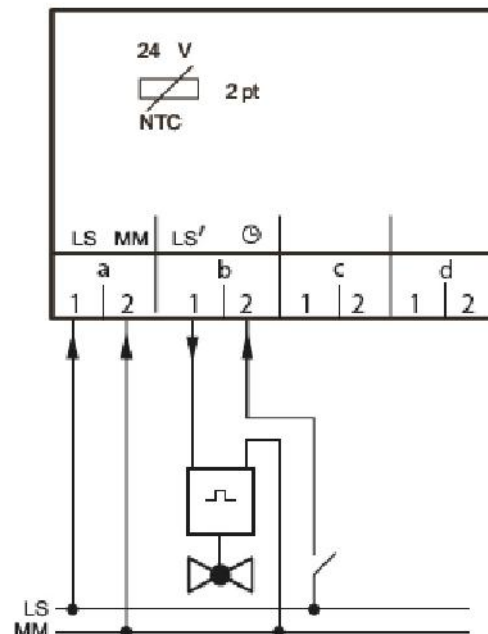 24 V
2 pt
NTC
LS MM LS′
a b c d
1 2 1 2 1 2 1 2
LS
MM